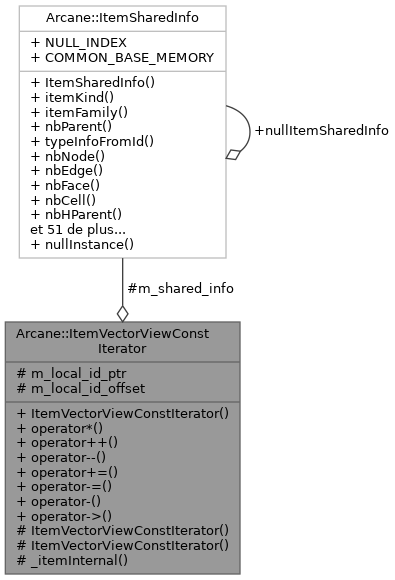 Arcane::ItemSharedInfo
+ NULL_INDEX
+ COMMON_BASE_MEMORY
+ ItemSharedInfo()
+ itemKind()
+ itemFamily()
+ nbParent()
+ typeInfoFromId()
+ nbNode()
+ nbEdge()
+ nbFace()
+ nbCell()
+ nbHParent()
et 51 de plus...
+ nullInstance()
+nullItemSharedInfo
#m_shared_info
Arcane::ItemVectorViewConst
Iterator
# m_local_id_ptr
# m_local_id_offset
+ ItemVectorViewConstIterator()
+ operator*()
+ operator++()
+ operator--()
+ operator+=()
+ operator-=()
+ operator-()
+ operator->()
# ItemVectorViewConstIterator()
# ItemVectorViewConstIterator()
# _itemInternal()